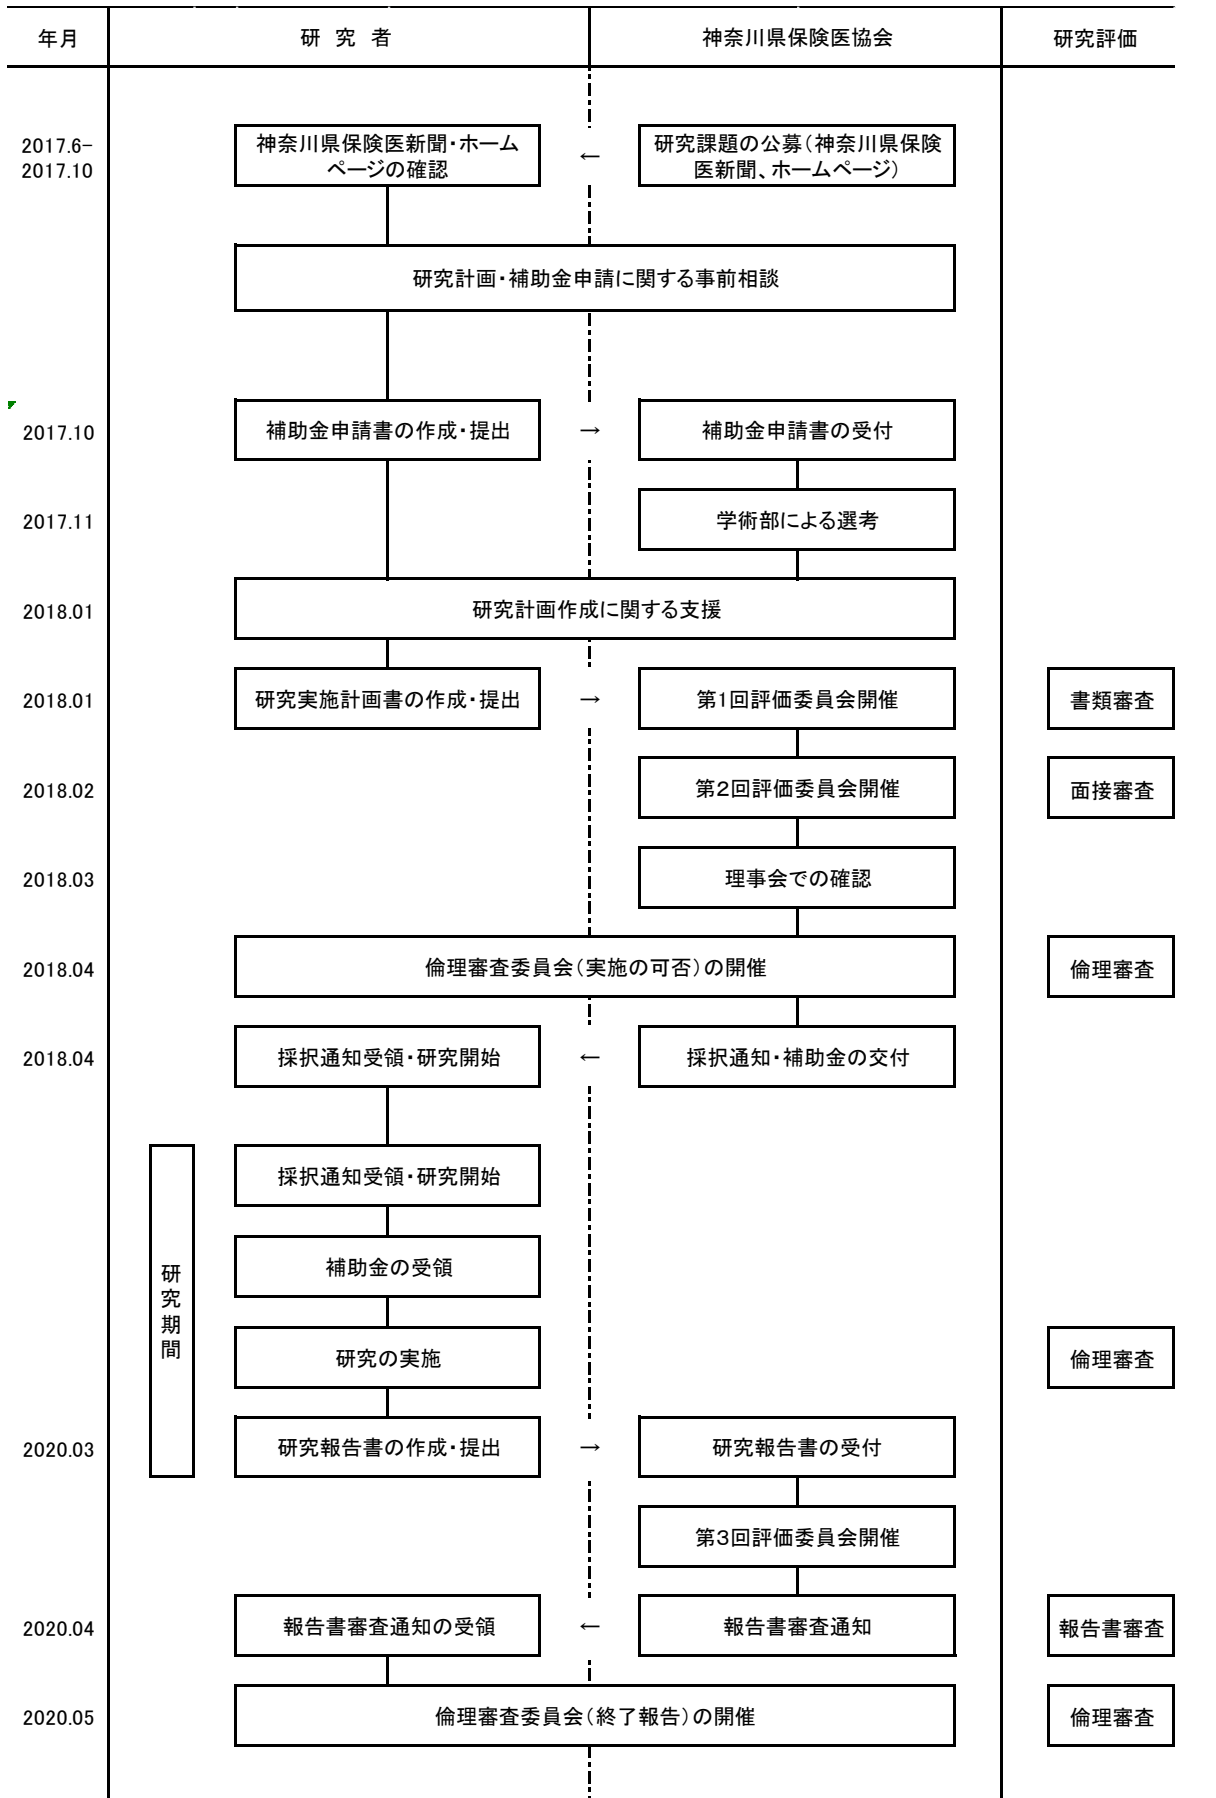 年月
研 究 者
神奈川県保険医協会
研究評価
2017.6-
2017.10
神奈川県保険医新聞・ホーム
ページの確認
←
研究課題の公募(神奈川県保険
医新聞、ホームページ)
研究計画・補助金申請に関する事前相談
2017.10
補助金申請書の作成・提出
→
補助金申請書の受付
2017.11
学術部による選考
2018.01
研究計画作成に関する支援
2018.01
研究実施計画書の作成・提出
→
第1回評価委員会開催
書類審査
2018.02
第2回評価委員会開催
面接審査
2018.03
理事会での確認
2018.04
倫理審査委員会(実施の可否)の開催
倫理審査
2018.04
採択通知受領・研究開始
←
採択通知・補助金の交付
研究期間
採択通知受領・研究開始
補助金の受領
研究の実施
倫理審査
2020.03
研究報告書の作成・提出
→
研究報告書の受付
第3回評価委員会開催
2020.04
報告書審査通知の受領
←
報告書審査通知
報告書審査
2020.05
倫理審査委員会(終了報告)の開催
倫理審査